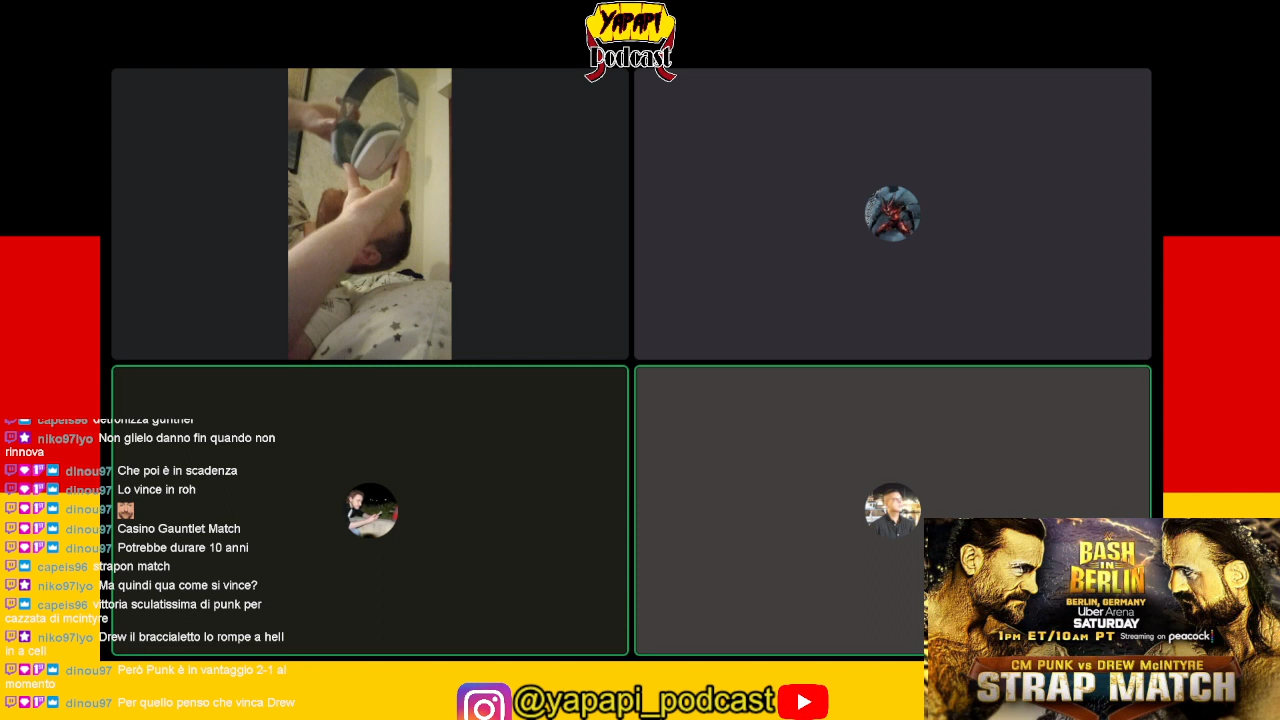 YAPAPI
Podcast
capeis96 detronizza gunther
niko97lyo Non glielo danno fin quando non
rinnova
dinou97 Che poi è in scadenza
dinou97 Lo vince in roh
dinou97
dinou97 Casino Gauntlet Match
dinou97 Potrebbe durare 10 anni
capeis96 strapon match
niko97lyo Ma quindi qua come si vince?
capeis96 vittoria sculatissima di punk per
cazzata di mcintyre
niko97lyo Drew il braccialetto lo rompe a hell
in a cell
dinou97 Però Punk è in vantaggio 2-1 al
momento
dinou97 Per quello penso che vinca Drew
BASH
IN
BERLIN
BERLIN, GERMANY
Uber Arena
SATURDAY
1PM ET/10AM PT Streaming on peacock
CM PUNK vs DREW McINTYRE
STRAP MATCH
@yapapi_podcast